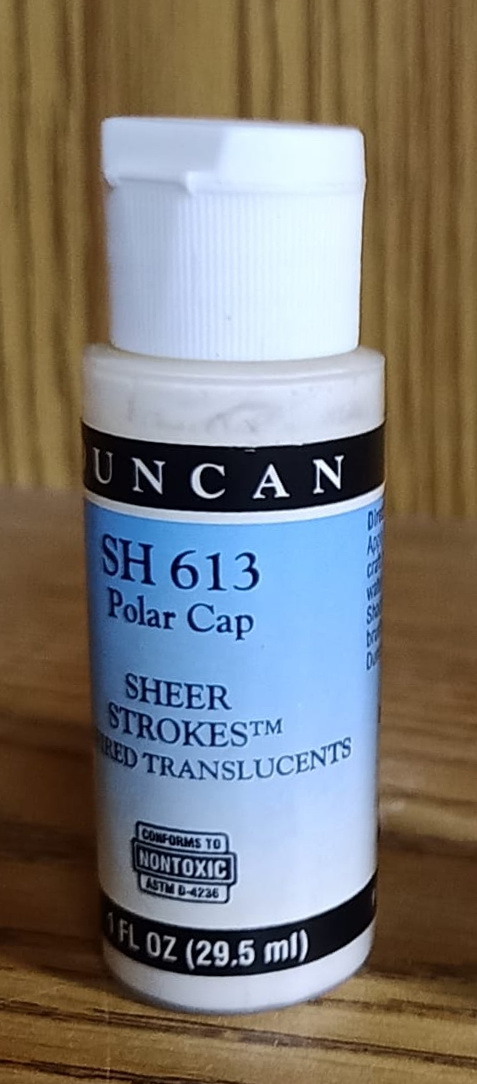 UNCAN
SH 613
Polar Cap
SHEER
STROKES™
RED TRANSLUCENTS
CONFORMS TO
NONTOXIC
ASTM D-4236
1 FL OZ (29.5 ml)